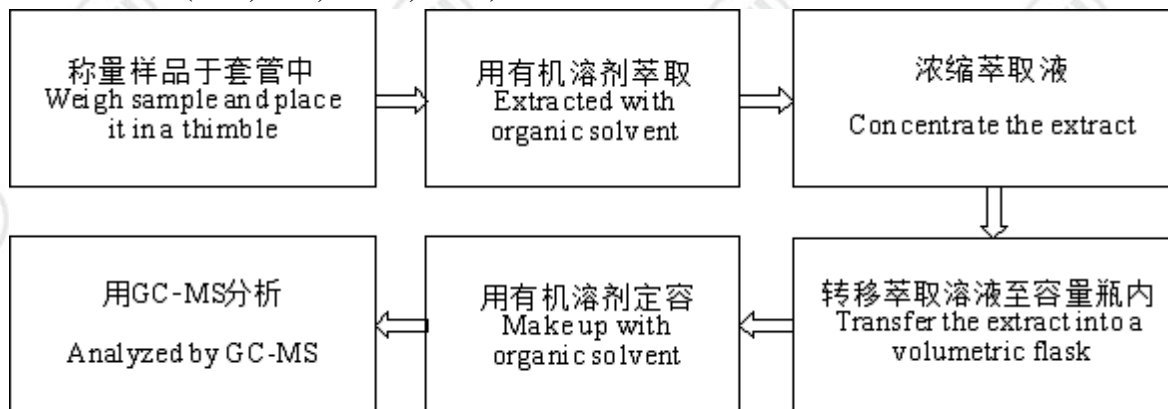 称量样品于套管中
Weigh sample and place
it in a thimble
用有机溶剂萃取
Extracted with
organic solvent
浓缩萃取液
Concentrate the extract
转移萃取溶液至容量瓶内
Transfer the extract into a
volumetric flask
用有机溶剂定容
Make up with
organic solvent
用GC-MS分析
Analyzed by GC-MS